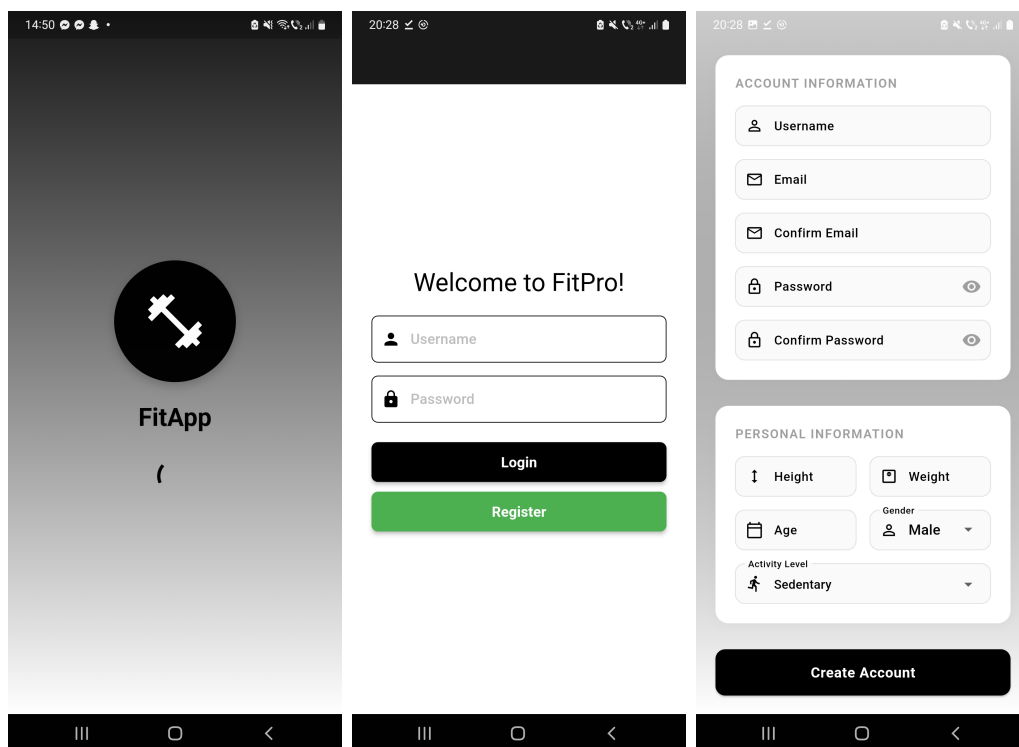 14:50
FitApp
20:28
Welcome to FitPro!
Username
Password
Login
Register
20:28
ACCOUNT INFORMATION
Username
Email
Confirm Email
Password
Confirm Password
PERSONAL INFORMATION
Height Weight
Gender
Age Male
Activity Level
Sedentary
Create Account